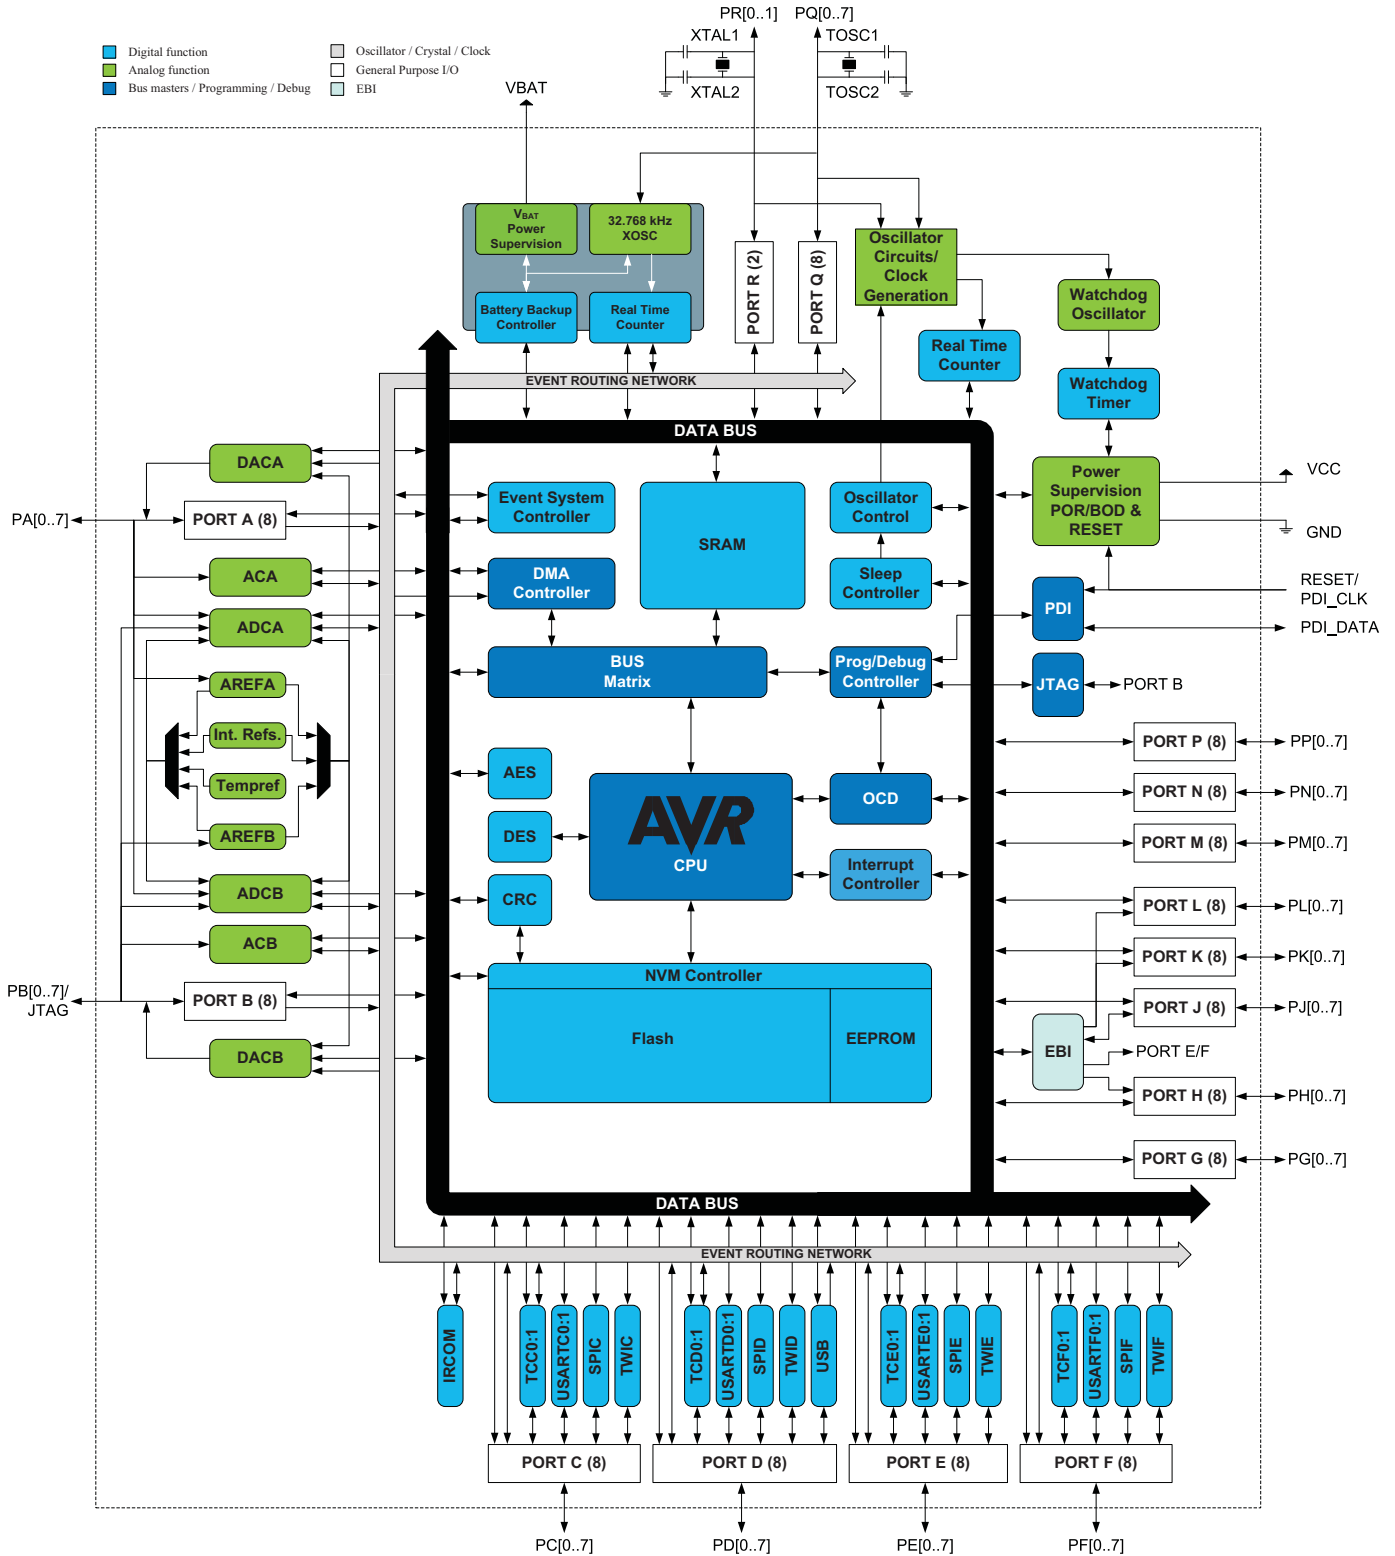 PR[0..1]
PQ[0..7]
XTAL1
TOSC1
XTAL2
TOSC2
Digital function
Analog function
Bus masters / Programming / Debug
Oscillator / Crystal / Clock
General Purpose I/O
EBI
VBAT
VBAT
Power
Supervision
32.768 kHz
XOSC
Battery Backup
Controller
Real Time
Counter
PORT R (2)
PORT Q (8)
Oscillator
Circuits/
Clock
Generation
Watchdog
Oscillator
Real Time
Counter
Watchdog
Timer
EVENT ROUTING NETWORK
DATA BUS
DACA
PA[0..7]
PORT A (8)
ACA
ADCA
AREFA
Int. Refs.
Tempref
AREFB
ADCB
ACB
PB[0..7]/
JTAG
PORT B (8)
DACB
Event System
Controller
SRAM
Oscillator
Control
DMA
Controller
Sleep
Controller
BUS
Matrix
Prog/Debug
Controller
AES
DES
CRC
AVR
CPU
OCD
Interrupt
Controller
NVM Controller
Flash
EEPROM
Power
Supervision
POR/BOD &
RESET
VCC
GND
RESET/
PDI_CLK
PDI
PDI_DATA
JTAG
PORT B
PORT P (8)
PP[0..7]
PORT N (8)
PN[0..7]
PORT M (8)
PM[0..7]
PORT L (8)
PL[0..7]
PORT K (8)
PK[0..7]
PORT J (8)
PJ[0..7]
EBI
PORT E/F
PORT H (8)
PH[0..7]
PORT G (8)
PG[0..7]
DATA BUS
EVENT ROUTING NETWORK
IRCOM
TCC0:1
USARTC0:1
SPIC
TWIC
TCD0:1
USARTD0:1
SPID
TWID
USB
TCE0:1
USARTE0:1
SPIE
TWIE
TCF0:1
USARTF0:1
SPIF
TWIF
PORT C (8)
PORT D (8)
PORT E (8)
PORT F (8)
PC[0..7]
PD[0..7]
PE[0..7]
PF[0..7]